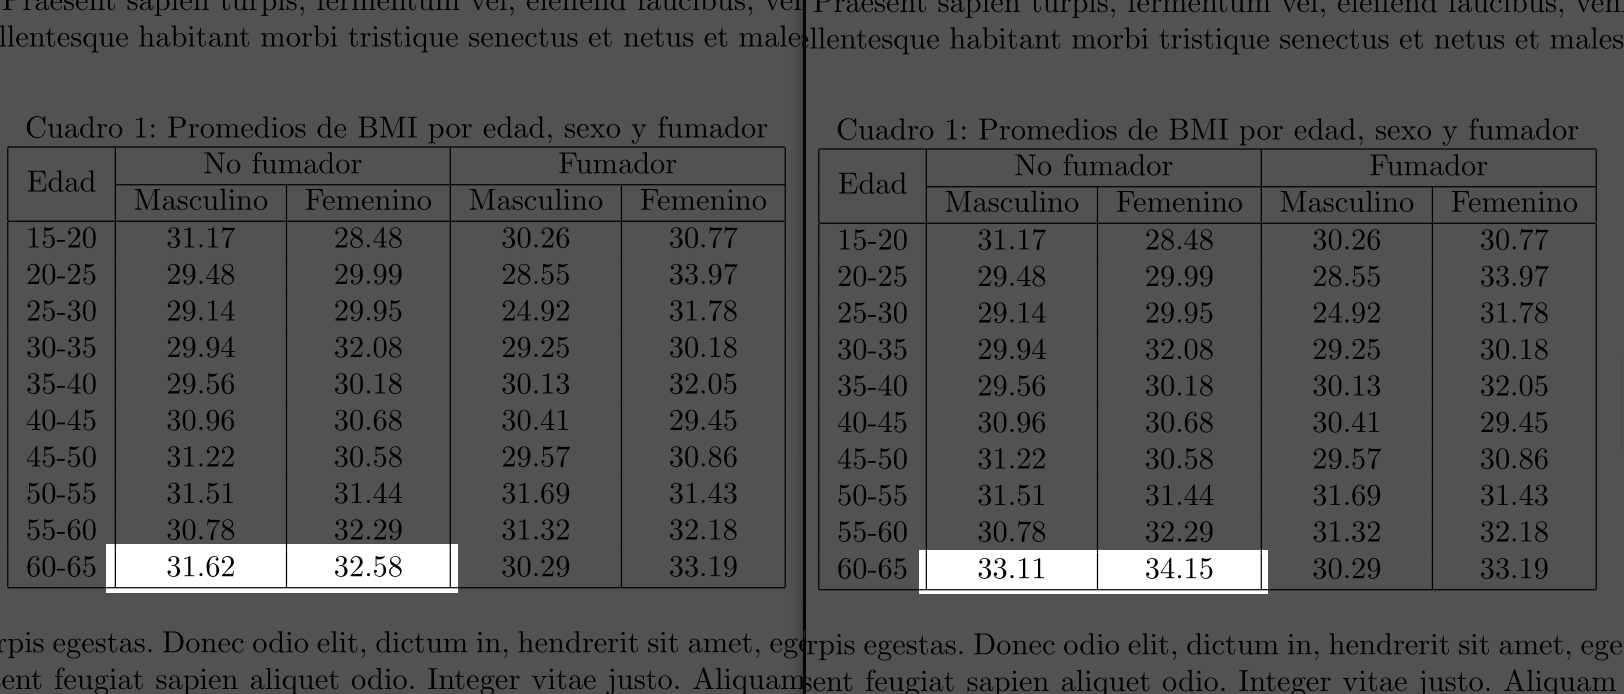 Praesent sapien turpis, fermentum vel, eleifend faucibus,
llentesque habitant morbi tristique senectus et netus et male
Cuadro 1: Promedios de BMI por edad, sexo y fumador
Edad No fumador Fumador
Masculino Femenino Masculino Femenino
15-20 31.17 28.48 30.26 30.77
20-25 29.48 29.99 28.55 33.97
25-30 29.14 29.95 24.92 31.78
30-35 29.94 32.08 29.25 30.18
35-40 29.56 30.18 30.13 32.05
40-45 30.96 30.68 30.41 29.45
45-50 31.22 30.58 29.57 30.86
50-55 31.51 31.44 31.69 31.43
55-60 30.78 32.29 31.32 32.18
60-65 31.62 32.58 30.29 33.19
rpis egestas. Donec odio elit, dictum in, hendrerit sit amet, ege
sent feugiat sapien aliquet odio. Integer vitae justo. Aliquam
Praesent sapien turpis, fermentum vel, eleifend faucibus,
llentesque habitant morbi tristique senectus et netus et males
Cuadro 1: Promedios de BMI por edad, sexo y fumador
Edad No fumador Fumador
Masculino Femenino Masculino Femenino
15-20 31.17 28.48 30.26 30.77
20-25 29.48 29.99 28.55 33.97
25-30 29.14 29.95 24.92 31.78
30-35 29.94 32.08 29.25 30.18
35-40 29.56 30.18 30.13 32.05
40-45 30.96 30.68 30.41 29.45
45-50 31.22 30.58 29.57 30.86
50-55 31.51 31.44 31.69 31.43
55-60 30.78 32.29 31.32 32.18
60-65 33.11 34.15 30.29 33.19
rpis egestas. Donec odio elit, dictum in, hendrerit sit amet, ege
sent feugiat sapien aliquet odio. Integer vitae justo. Aliquam